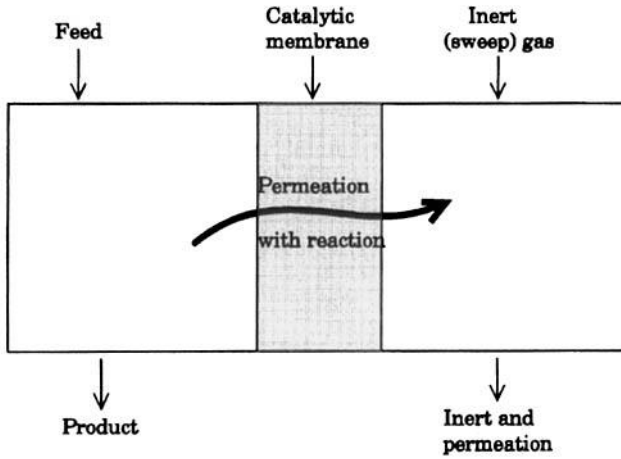 Feed
Catalytic
membrane
Inert
(sweep) gas
Permeation
with reaction
Product
Inert and
permeation